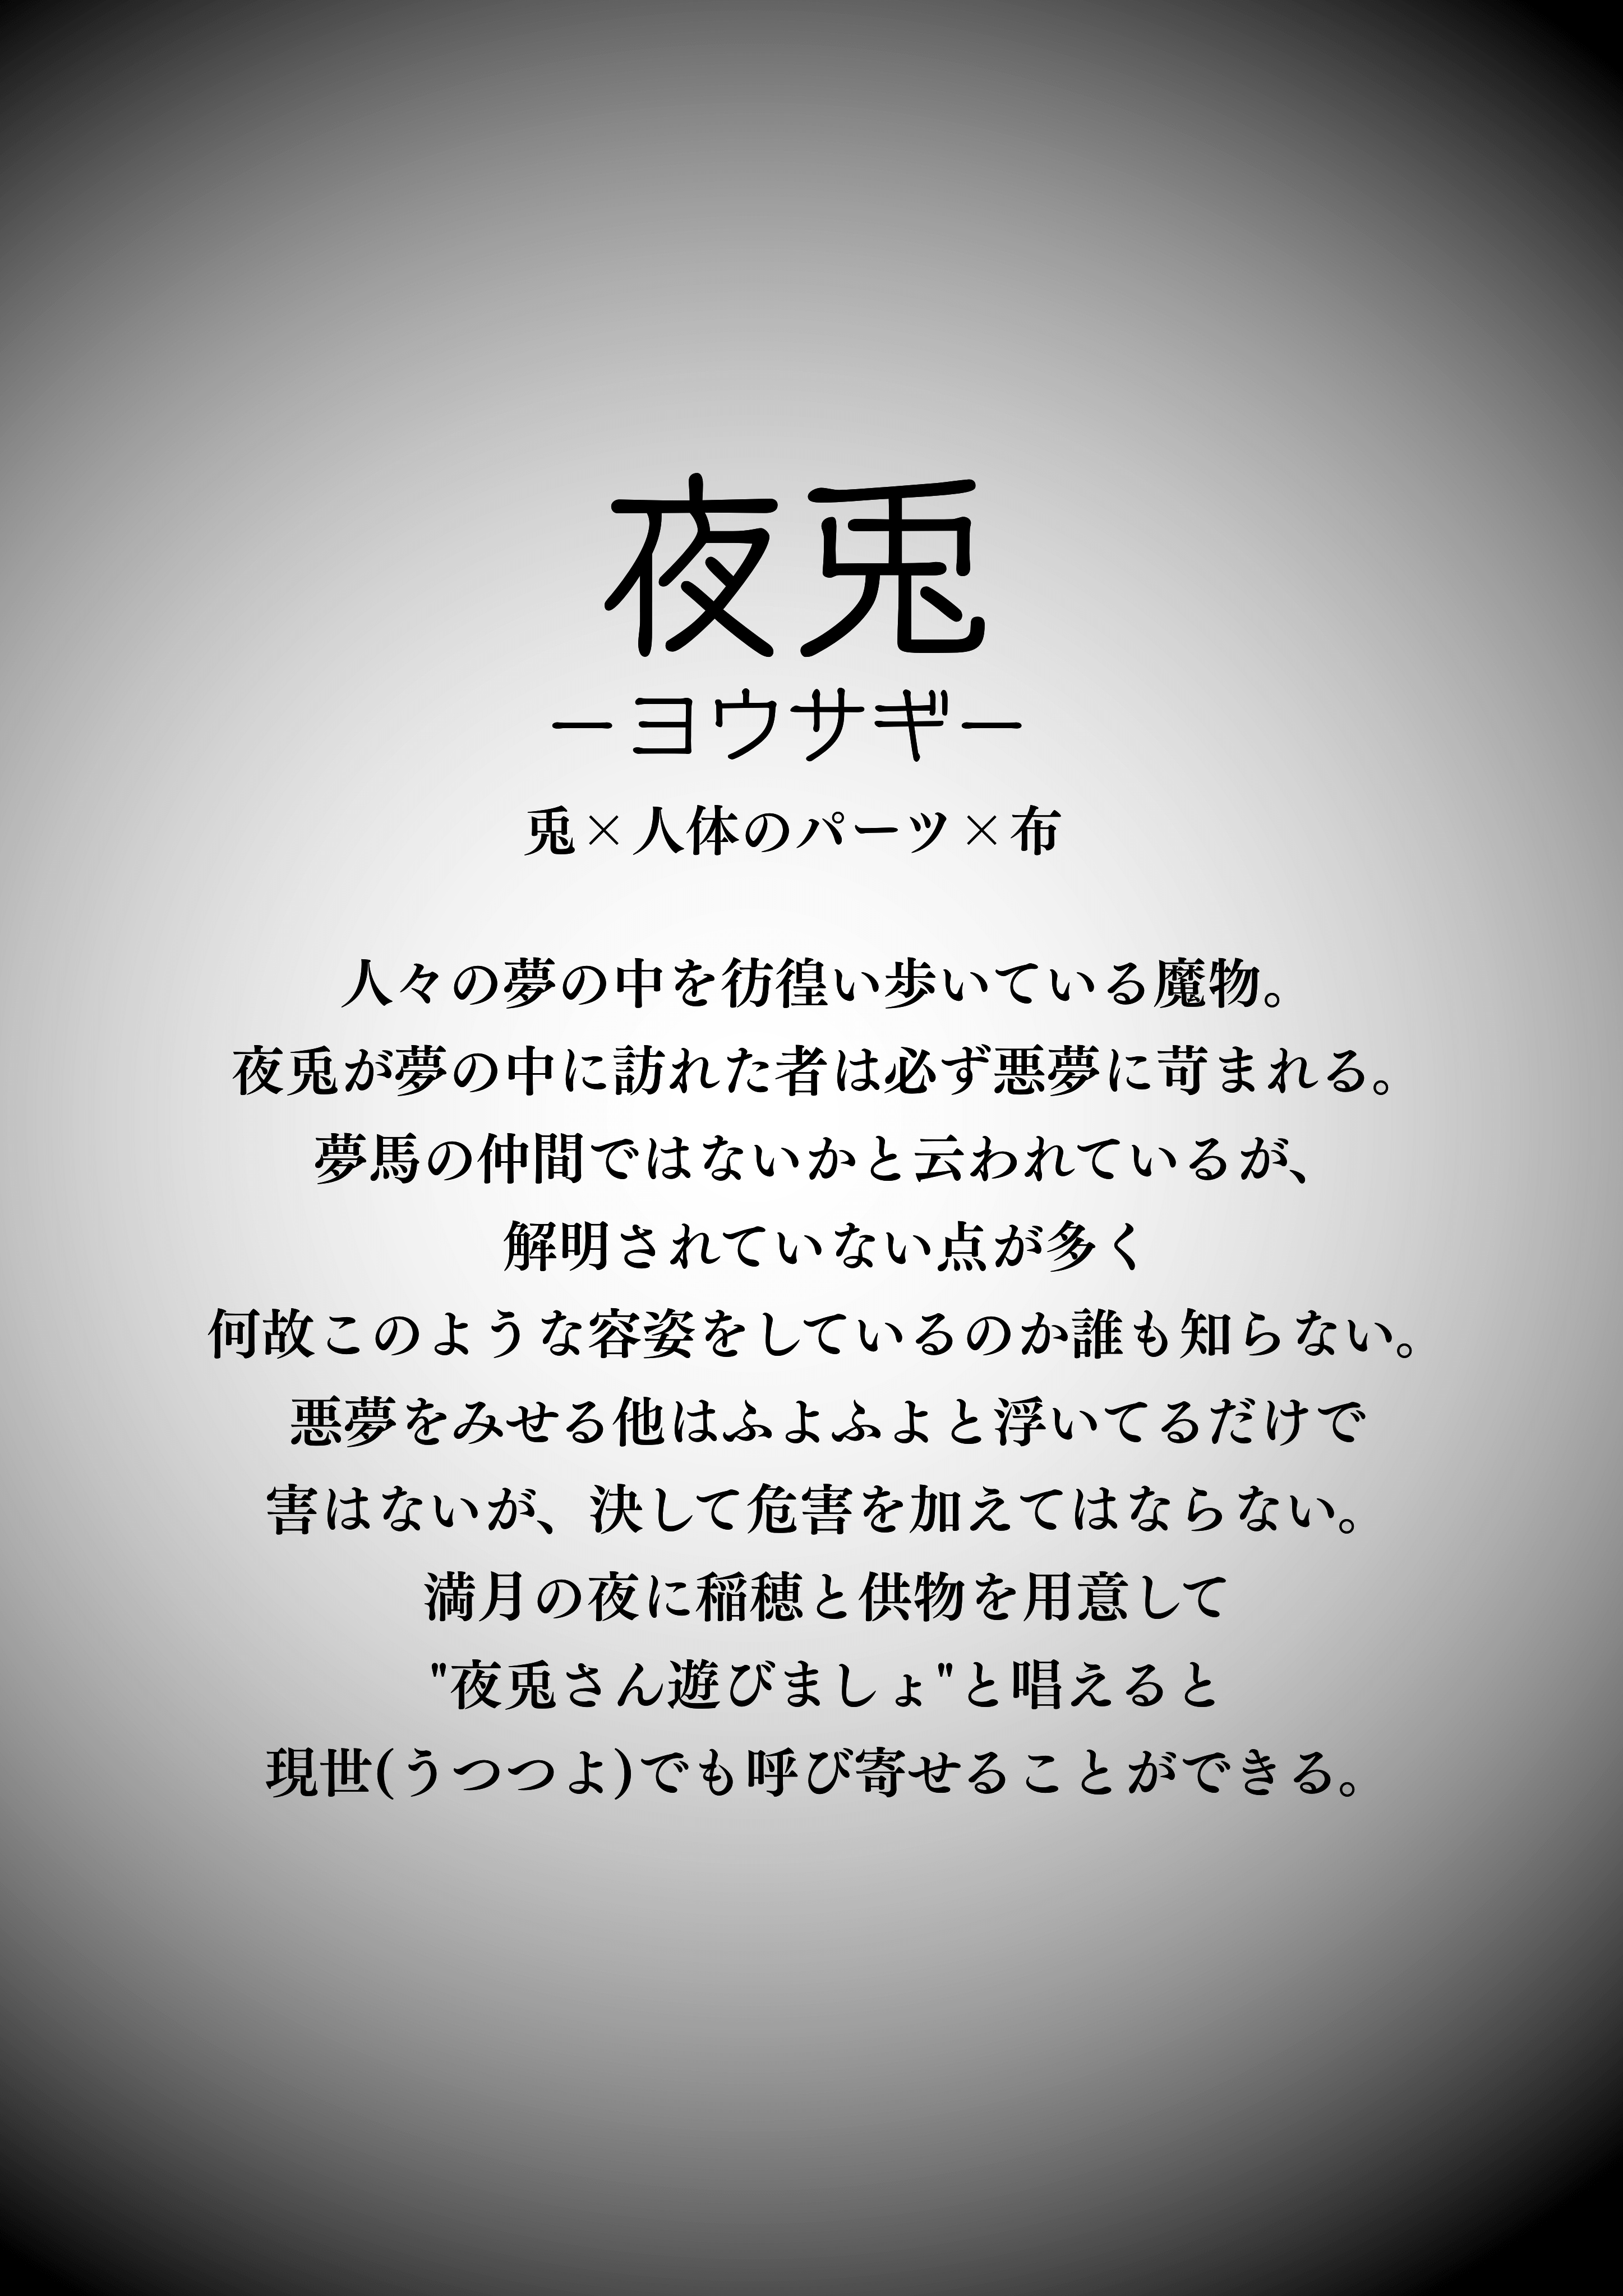 夜兎
ーヨウサギー
兎×人体のパーツ×布
人々の夢の中を彷徨い歩いている魔物。
夜兎が夢の中に訪れた者は必ず悪夢に苛まれる。
夢馬の仲間ではないかと云われているが、
解明されていない点が多く
何故このような容姿をしているのか誰も知らない。
悪夢をみせる他はふよふよと浮いてるだけで
害はないが、決して危害を加えてはならない。
満月の夜に稲穂と供物を用意して
"夜兎さん遊びましょ"と唱えると
現世(うつつよ)でも呼び寄せることができる。